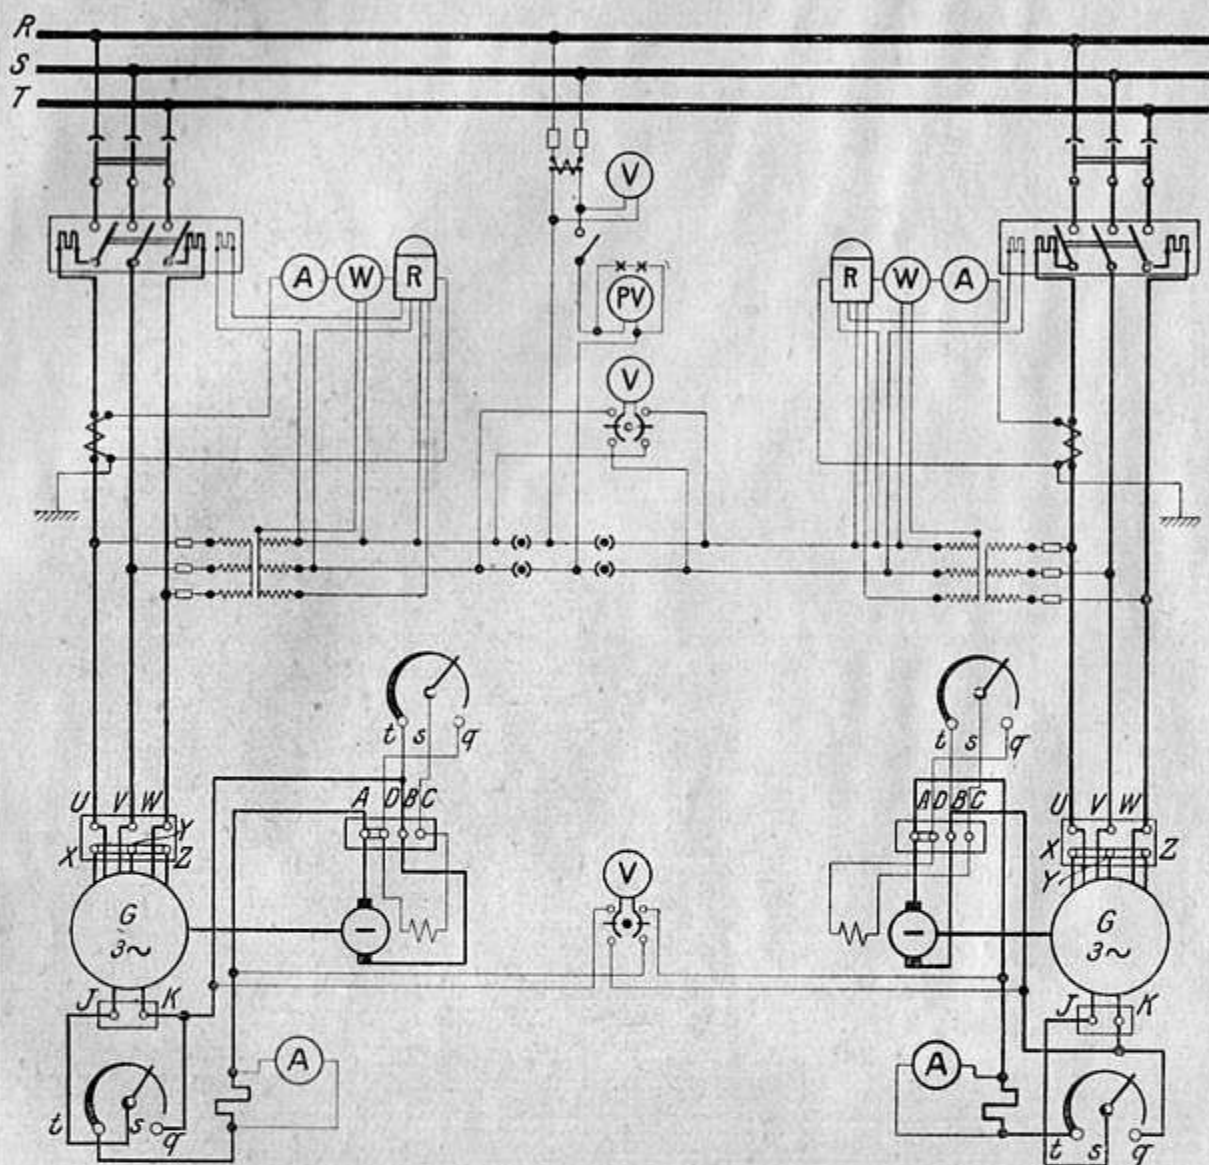 R
S
T
V
A W R
R W A
PV
V
t s q
t s q
A D B C
A D B C
U V W
U V W
Y
X Z
X Z
Y
V
G
3~
G
3~
–
–
J K
J K
A
A
t s q
t s q